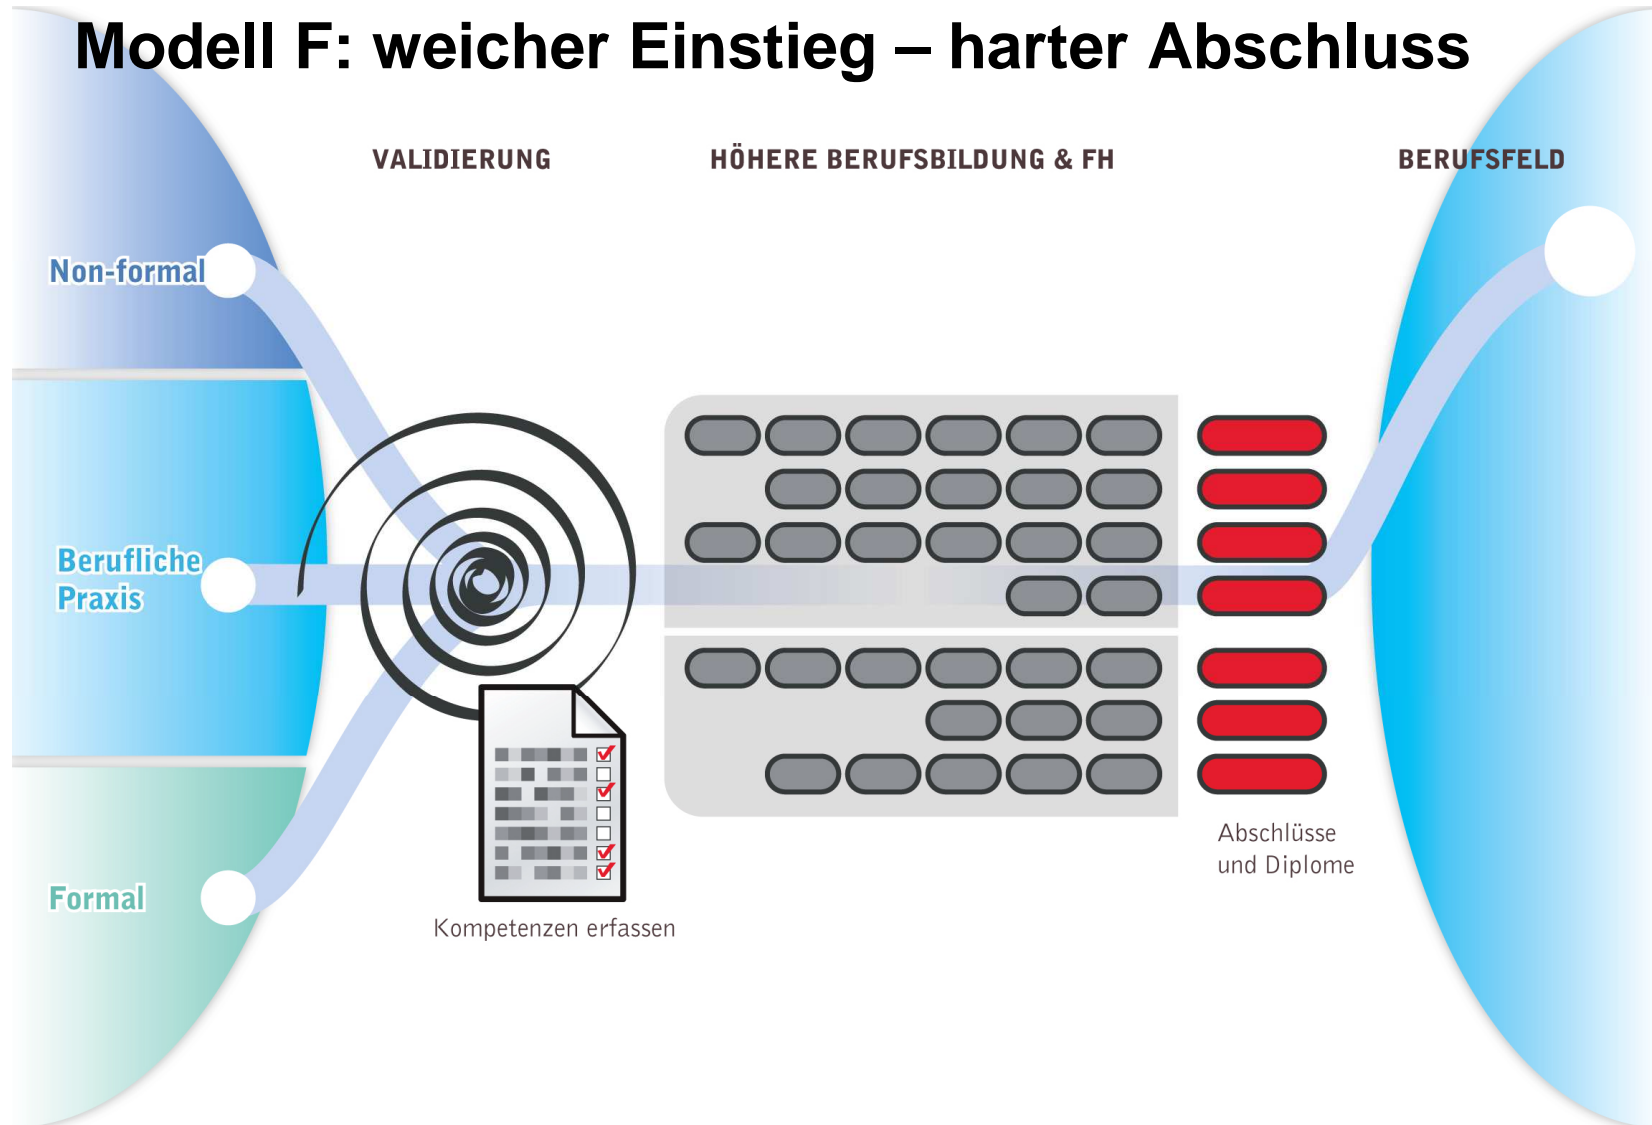 Modell F: weicher Einstieg – harter Abschluss
VALIDIERUNG
HÖHERE BERUFSBILDUNG & FH
BERUFSFELD
Non-formal
Berufliche
Praxis
Formal
Kompetenzen erfassen
Abschlüsse
und Diplome